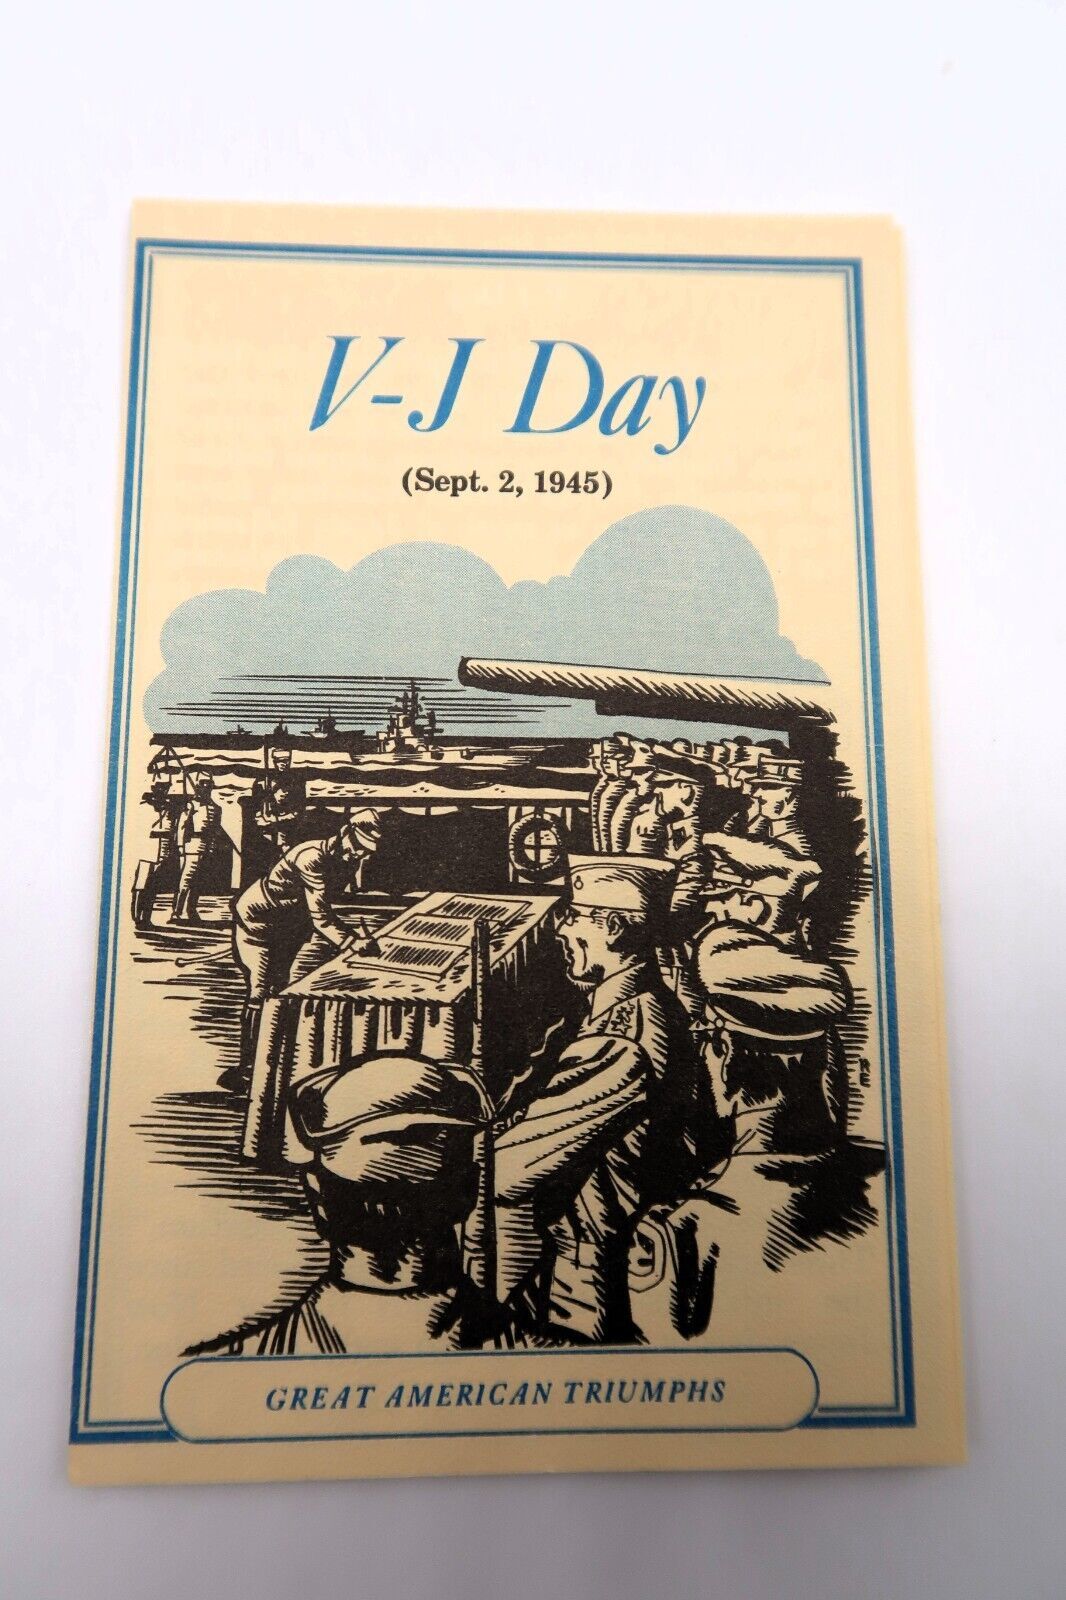 V-J Day
(Sept. 2, 1945)
GREAT AMERICAN TRIUMPHS